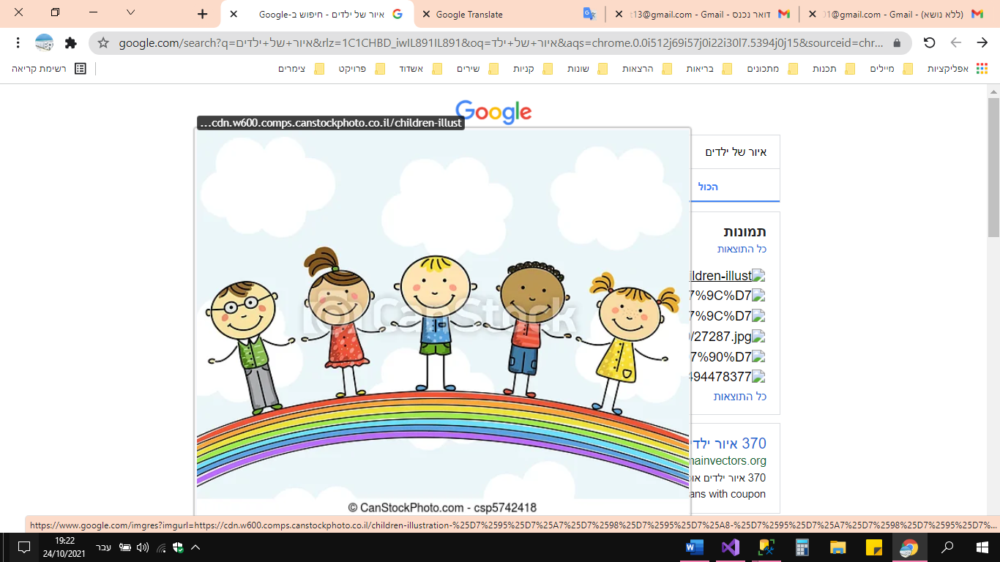 איור של ילדים - חיפוש ב-Google
Google Translate
דואר נכנס - t13@gmail.com - Gmail
(ללא נושא) - 01@gmail.com - Gmail
google.com/search?q=איור+של+ילדים&rlz=1C1CHBD_iwIL891IL891&oq=איור+של+ילד&aqs=chrome.0.0i512j69i57j0i22i30l7.5394j0j15&sourceid=chr...
אפליקציות
מיילים
תכנות
מתכונים
בריאות
הרצאות
שונות
קניות
שירים
אשדוד
פרויקט
צימרים
רשימת קריאה
Google
...cdn.w600.comps.canstockphoto.co.il/children-illust
איור של ילדים
הכול
תמונות
כל התוצאות
ildren-illust
7%9C%D7
7%9C%D7
/27287.jpg
7%90%D7
494478377
כל התוצאות
370 איור ילד
mainvectors.org
370 איור ילדים או
ans with coupon
CanStock
© CanStockPhoto.com - csp5742418
https://www.google.com/imgres?imgurl=https://cdn.w600.comps.canstockphoto.co.il/children-illustration-%25D7%2595%25D7%25A7%25D7%2598%25D7%2595%25D7%25A8-%25D7%2595%25D7%25A7%25D7%2598%25D7%2595%25D7%...
19:22
24/10/2021
עבר